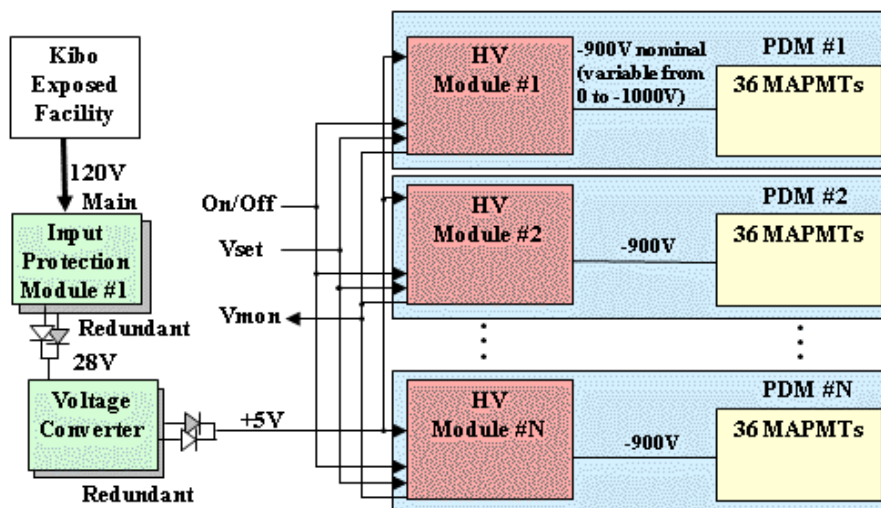 Kibo
Exposed
Facility
120V
Main
Input
Protection
Module #1
Redundant
28V
Voltage
Converter
Redundant
+5V
On/Off
Vset
Vmon
HV
Module #1
-900V nominal
(variable from
0 to -1000V)
PDM #1
36 MAPMTs
HV
Module #2
-900V
PDM #2
36 MAPMTs
HV
Module #N
-900V
PDM #N
36 MAPMTs